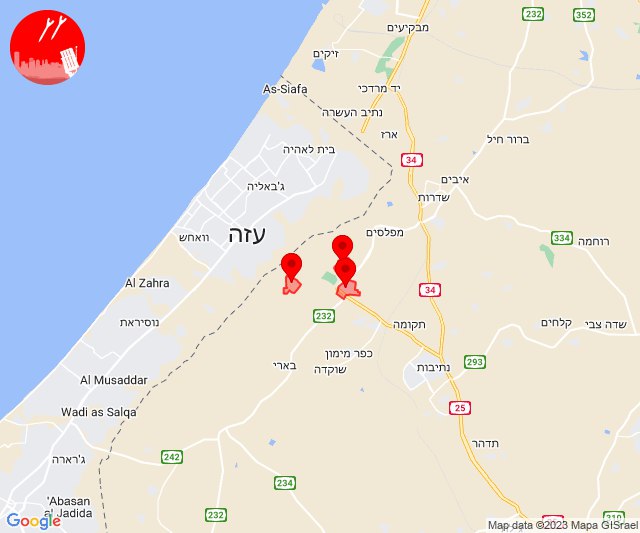 232
352
מבקיעים
זיקים
As-Siafa
יד מרדכי
נתיב העשרה
ארז
ברור חיל
בית לאהיה
34
איבים
ג'באליה
שדרות
מפלסים
עזה
וואחש
334
רוחמה
Al Zahra
34
נוסיראת
232
תקומה
קלחים
שדה צבי
כפר מימון
293
בארי
שוקדה
נתיבות
Al Musaddar
25
Wadi as Salqa
תדהר
ג'רארה
242
234
'Abasan
al Jadida
232
310
Google
Map data ©2023 Mapa GISrael